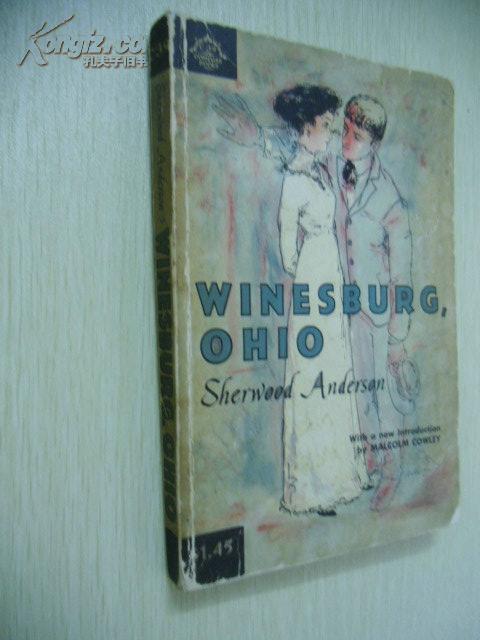 Kongfz.com
孔夫子旧书
WINESBURG,
OHIO
Sherwood Anderson
With a new Introduction
by MALCOLM COWLEY
$1.45
Sherwood Anderson WINESBURG, OHIO